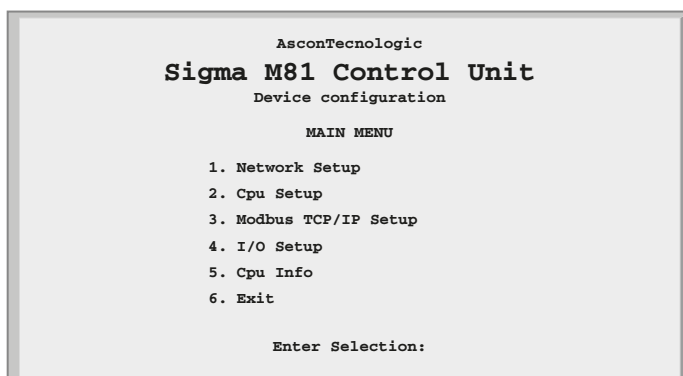 AsconTecnologic
Sigma M81 Control Unit
Device configuration
MAIN MENU
1. Network Setup
2. Cpu Setup
3. Modbus TCP/IP Setup
4. I/O Setup
5. Cpu Info
6. Exit
Enter Selection: